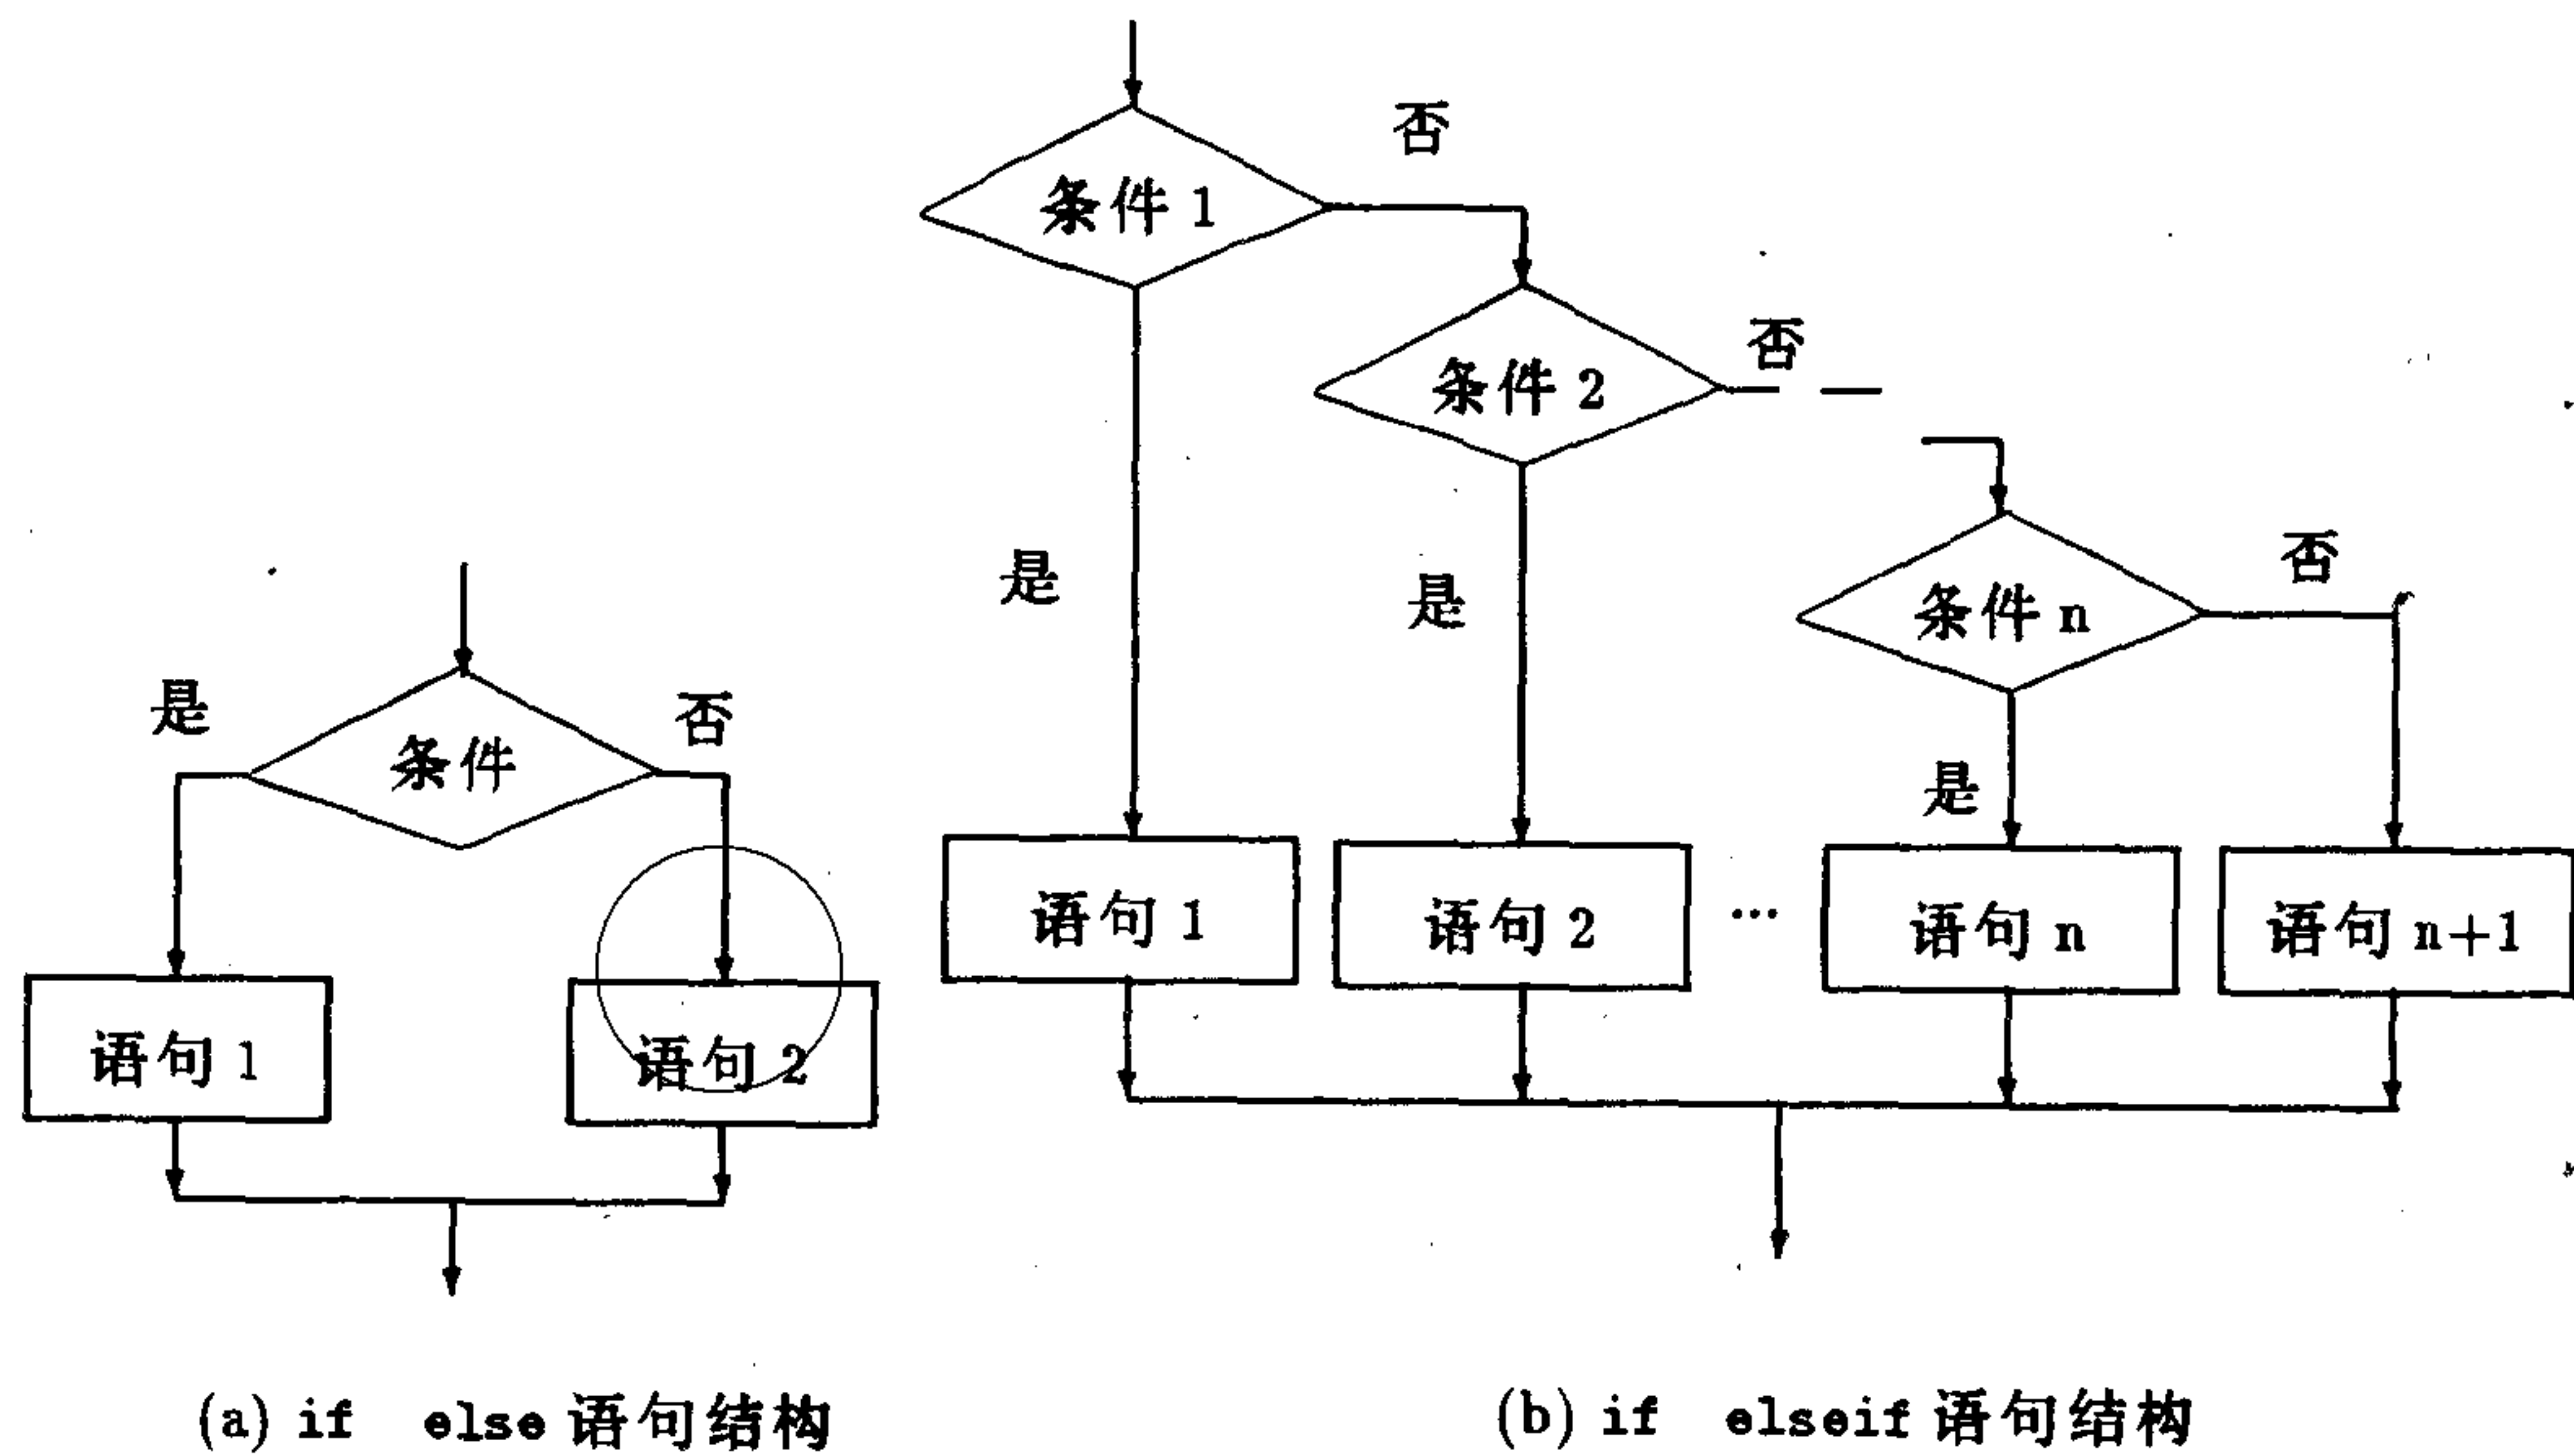 否
条件 1
否
条件 2
是
是
否
条件 n
是
语句 1
语句 2
...
语句 n
语句 n+1
是
否
条件
语句 1
语句 2
(a) if else 语句结构
(b) if elseif 语句结构